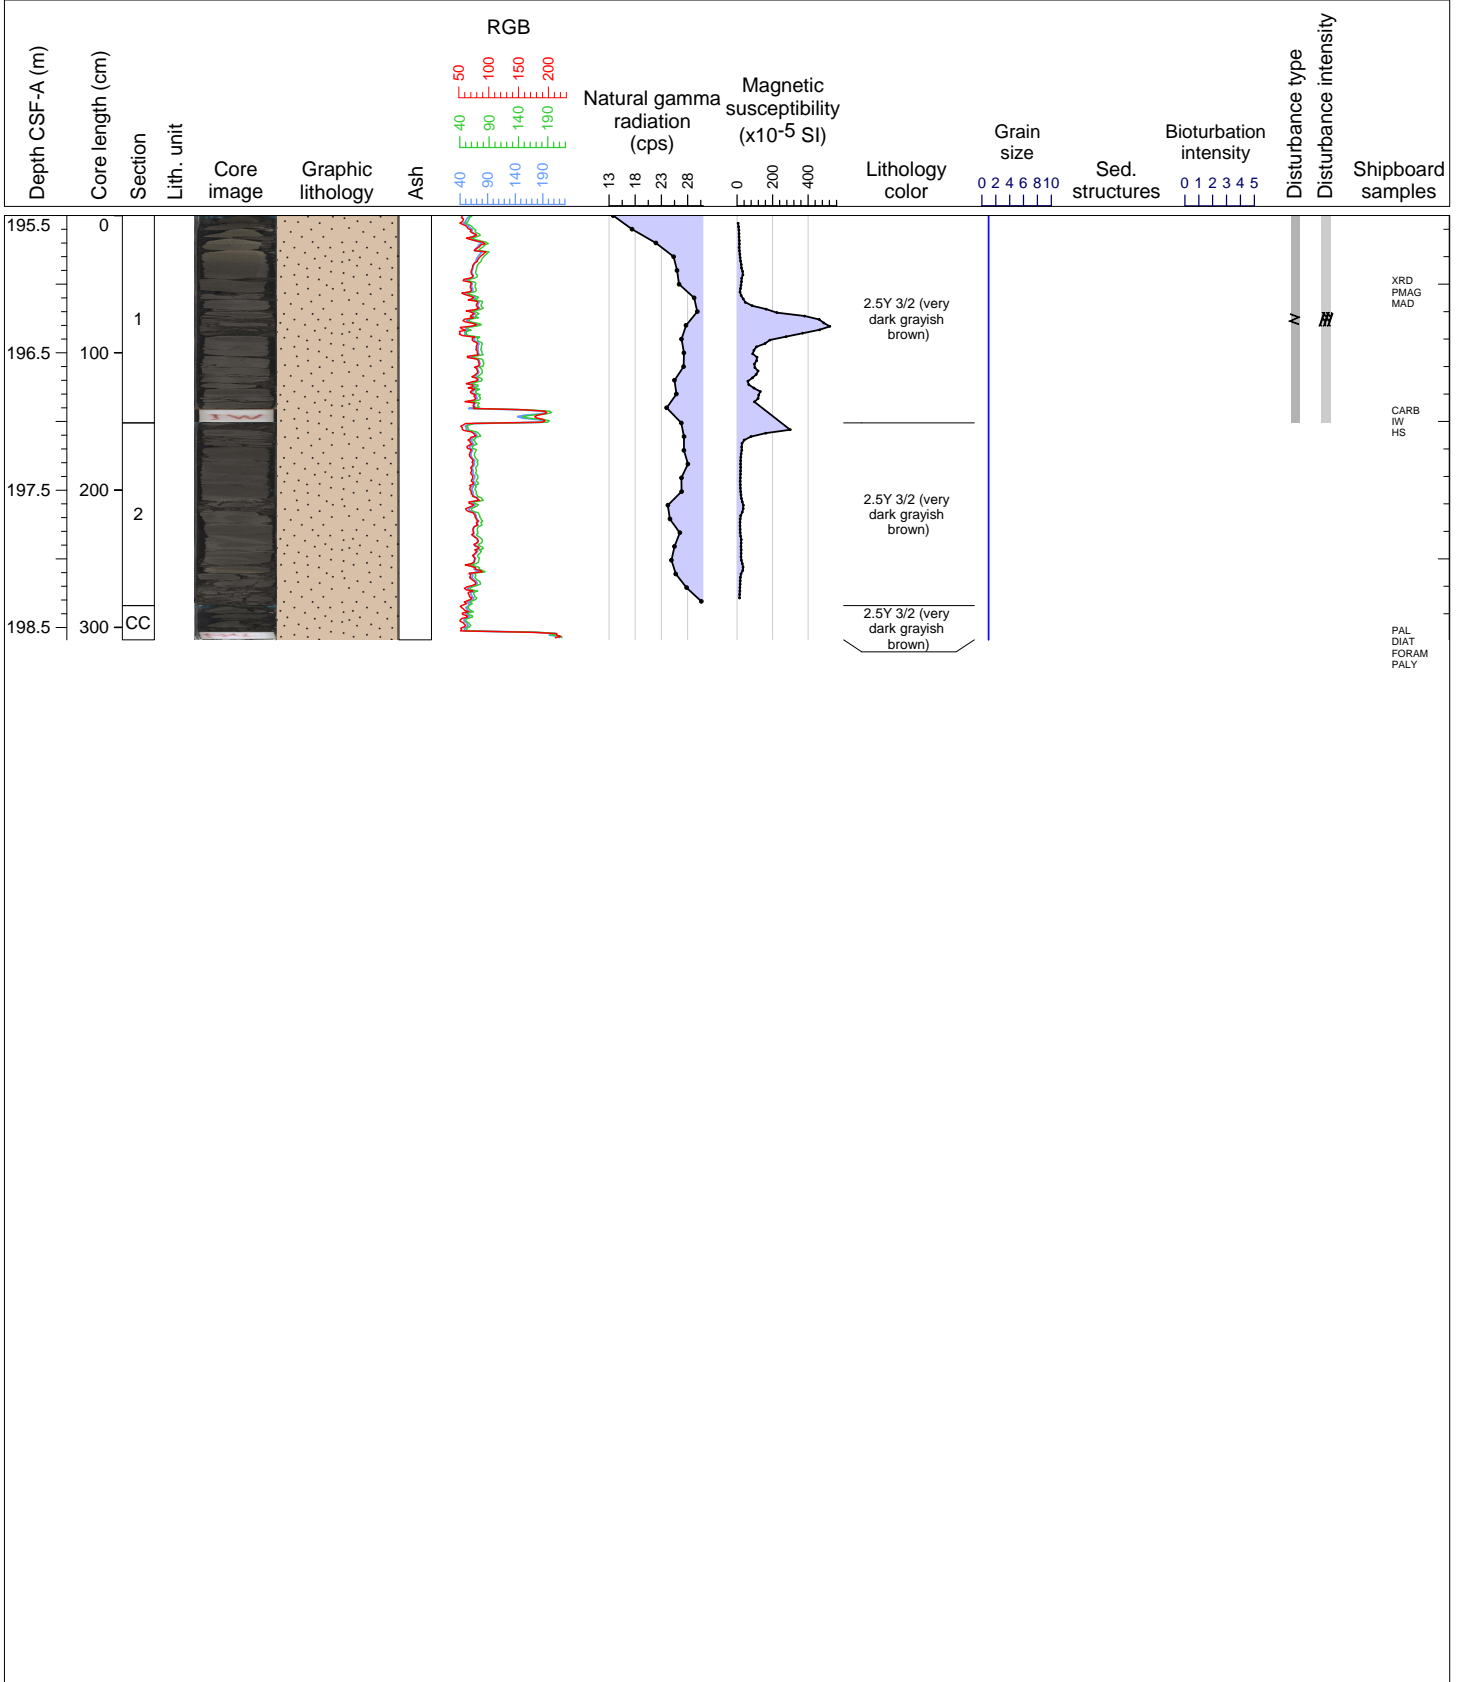 RGB
50 100 150 200
40 90 140 190
40 90 140 190
Depth CSF-A (m)
Core length (cm)
Section
Lith. unit
Core
image
Graphic
lithology
Ash
Natural gamma
radiation
(cps)
13 18 23 28
Magnetic
susceptibility
(x10-5 SI)
0 200 400
Lithology
color
Grain
size
0 2 4 6 8 10
Sed.
structures
Bioturbation
intensity
0 1 2 3 4 5
Disturbance type
Disturbance intensity
Shipboard
samples
195.5 0
XRD
PMAG
MAD
1
2.5Y 3/2 (very
dark grayish
brown)
196.5 100
IW
CARB
IW
HS
197.5 200
2
2.5Y 3/2 (very
dark grayish
brown)
198.5 300
CC
2.5Y 3/2 (very
dark grayish
brown)
PAL
DIAT
FORAM
PALY